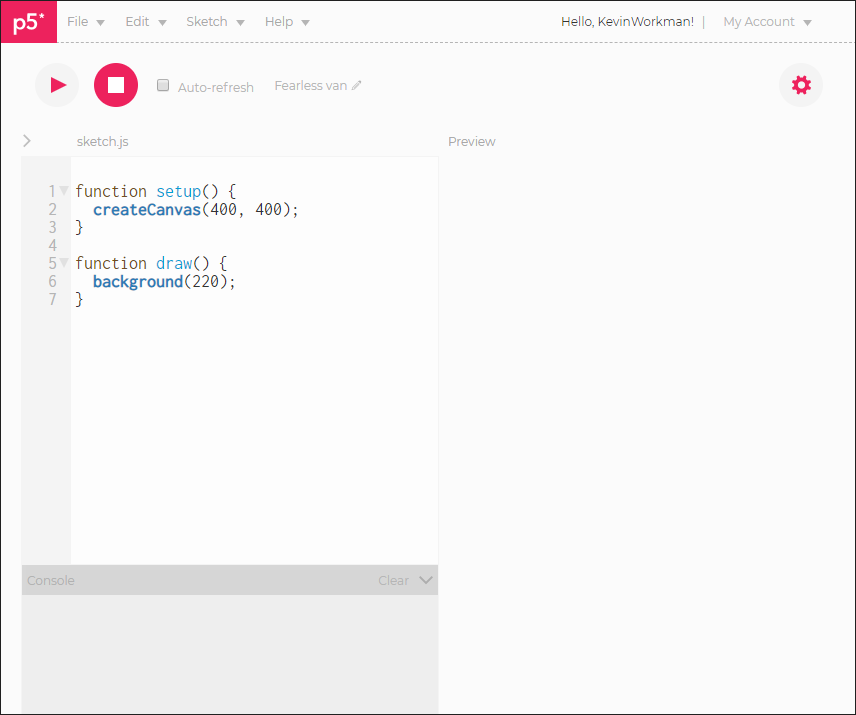 p5* File Edit Sketch Help Hello, KevinWorkman! | My Account
Auto-refresh Fearless van
sketch.js Preview
1 function setup() {
2   createCanvas(400, 400);
3 }
4
5 function draw() {
6   background(220);
7 }
Console Clear